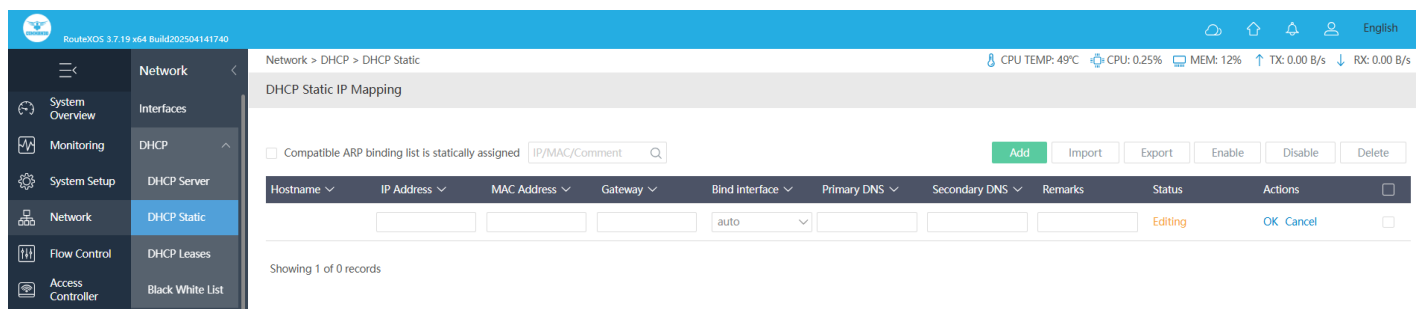 RouteXOS 3.7.19 x64 Build202504141740
English
Network
Network > DHCP > DHCP Static
CPU TEMP: 49℃ CPU: 0.25% MEM: 12% TX: 0.00 B/s RX: 0.00 B/s
DHCP Static IP Mapping
System Overview
Monitoring
System Setup
Network
Flow Control
Access Controller
Interfaces
DHCP
DHCP Server
DHCP Static
DHCP Leases
Black White List
Compatible ARP binding list is statically assigned IP/MAC/Comment
Add Import Export Enable Disable Delete
Hostname IP Address MAC Address Gateway Bind interface Primary DNS Secondary DNS Remarks Status Actions
auto Editing OK Cancel
Showing 1 of 0 records